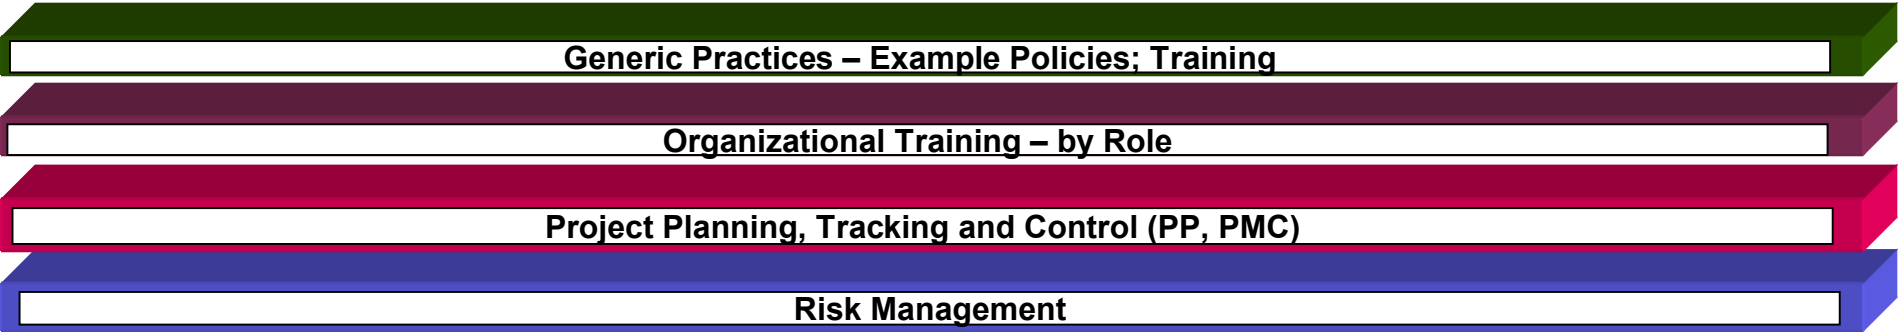 Generic Practices – Example Policies; Training
Organizational Training – by Role
Project Planning, Tracking and Control (PP, PMC)
Risk Management